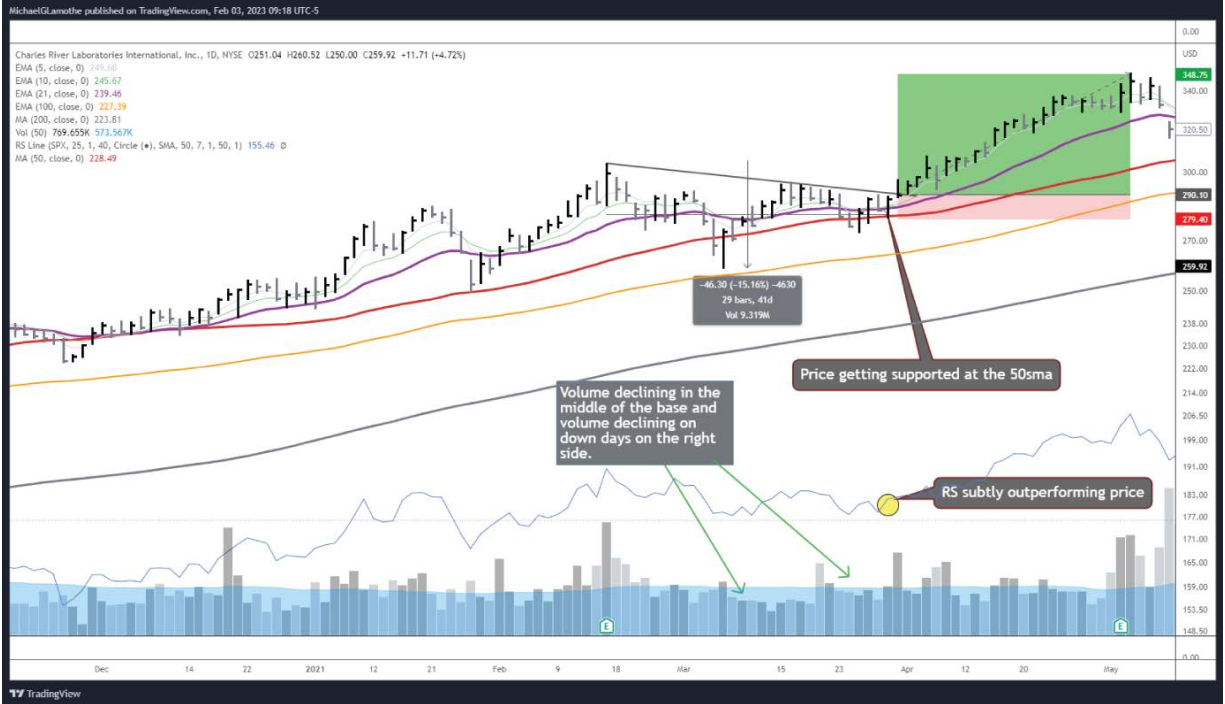 MichaelGLamothe published on TradingView.com, Feb 03, 2023 09:18 UTC-5
Charles River Laboratories International, Inc., 1D, NYSE O251.04 H260.52 L250.00 C259.92 +11.71 (+4.72%)
EMA (5, close, 0) 249.68
EMA (10, close, 0) 245.67
EMA (21, close, 0) 239.46
EMA (100, close, 0) 227.39
MA (200, close, 0) 223.81
Vol (50) 769.655K 573.567K
RS Line (SPX, 25, 1, 40, Circle (●), SMA, 50, 7, 1, 50, 1) 155.46 Ø
MA (50, close, 0) 228.49
0.00
USD
348.75
340.00
320.50
300.00
290.10
279.40
270.00
259.92
250.00
238.00
230.00
222.00
214.00
206.50
199.00
191.00
183.00
177.00
171.00
165.00
159.00
153.50
148.50
0.00
-46.30 (-15.16%) -4630
29 bars, 41d
Vol 9.319M
Price getting supported at the 50sma
Volume declining in the
middle of the base and
volume declining on
down days on the right
side.
RS subtly outperforming price
E
E
Dec 14 22 2021 12 21 Feb 9 18 Mar 15 23 Apr 12 20 May
TradingView